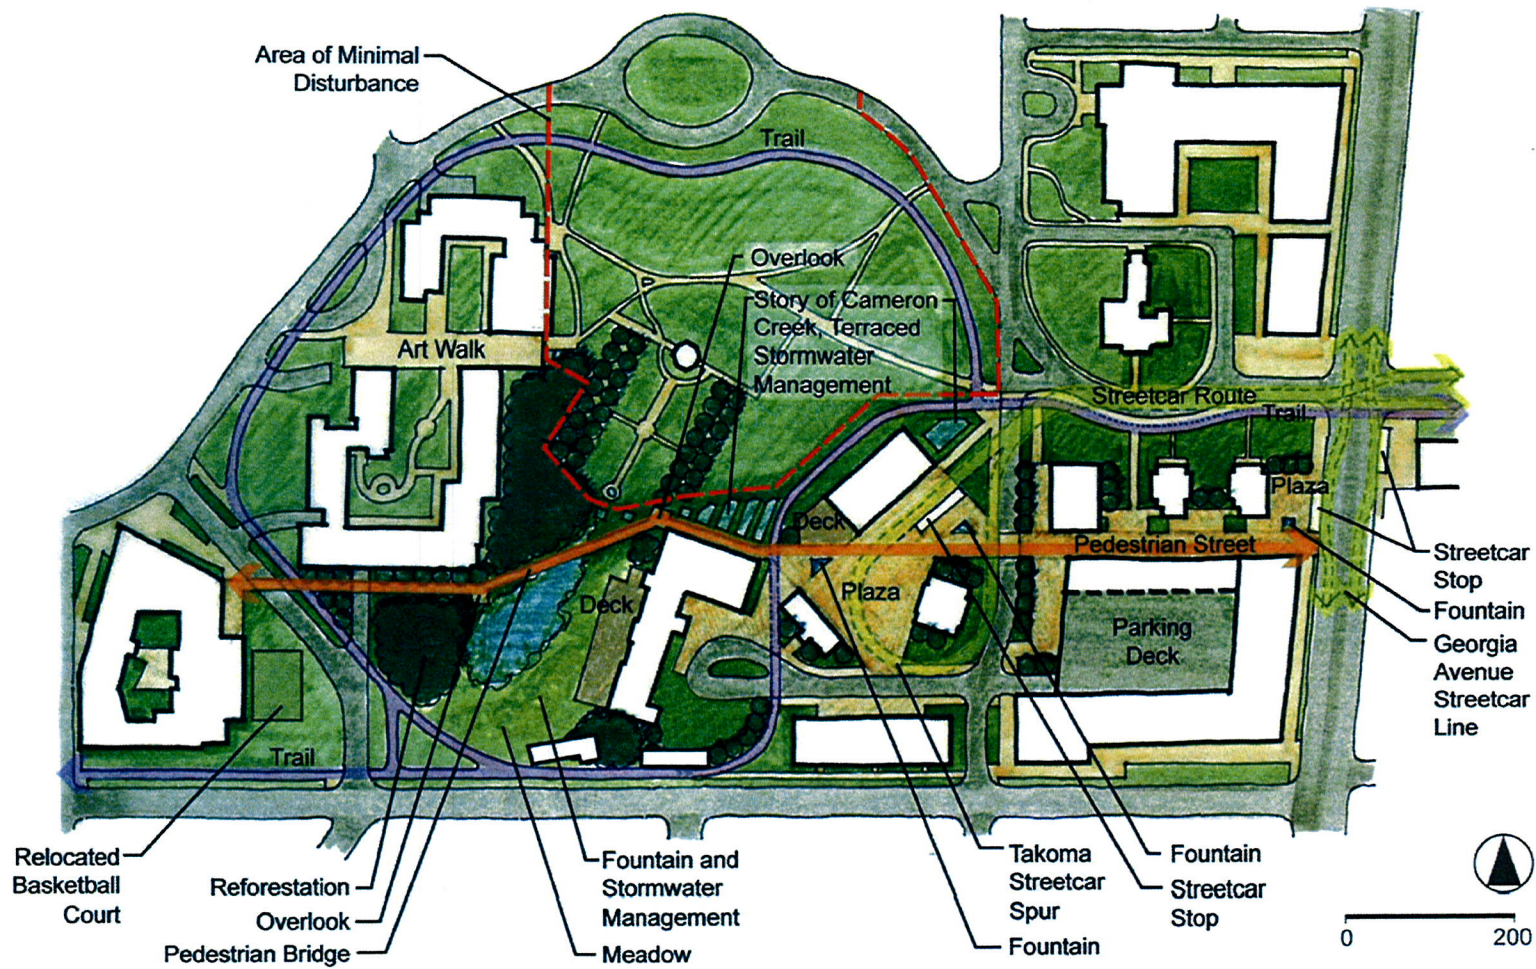 Area of Minimal
Disturbance
Trail
Overlook
Story of Cameron
Creek, Terraced
Stormwater
Management
Art Walk
Streetcar Route
Trail
Plaza
Deck
Pedestrian Street
Streetcar
Stop
Fountain
Georgia
Avenue
Streetcar
Line
Deck
Plaza
Parking
Deck
Trail
Relocated
Basketball
Court
Reforestation
Overlook
Pedestrian Bridge
Fountain and
Stormwater
Management
Meadow
Takoma
Streetcar
Spur
Fountain
Fountain
Streetcar
Stop
0 200